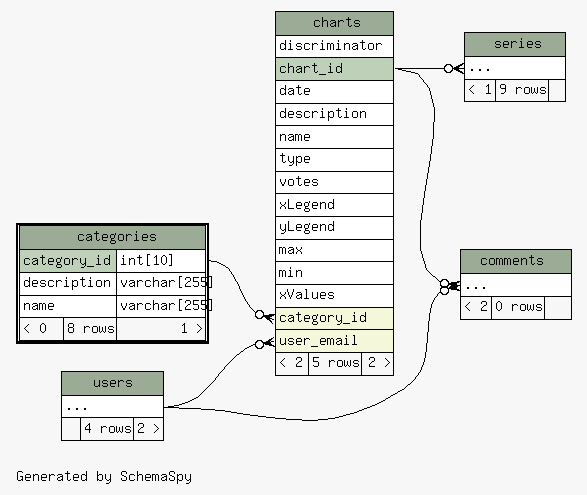 charts
discriminator
chart_id
date
description
name
type
votes
xLegend
yLegend
max
min
xValues
category_id
user_email
< 2 5 rows 2 >
series
...
< 1 9 rows
categories
category_id int[10]
description varchar[255]
name varchar[255]
< 0 8 rows 1 >
comments
...
< 2 0 rows
users
...
4 rows 2 >
Generated by SchemaSpy